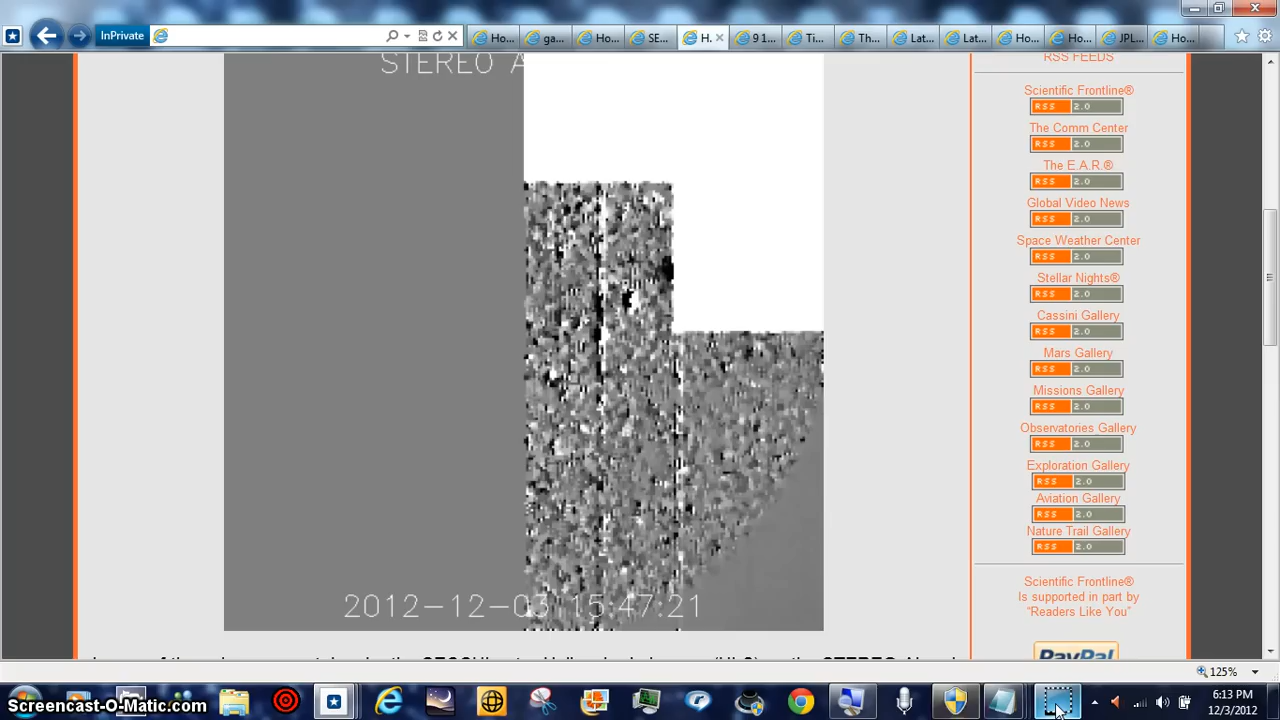 InPrivate
Ho...
ga...
Ho...
SE...
H.
9 1...
Ti...
Th...
Lat...
Lat...
Ho...
Ho...
JPL...
Ho...
STEREO A
RSS FEEDS
Scientific Frontline®
RSS 2.0
The Comm Center
RSS 2.0
The E.A.R.®
RSS 2.0
Global Video News
RSS 2.0
Space Weather Center
RSS 2.0
Stellar Nights®
RSS 2.0
Cassini Gallery
RSS 2.0
Mars Gallery
RSS 2.0
Missions Gallery
RSS 2.0
Observatories Gallery
RSS 2.0
Exploration Gallery
RSS 2.0
Aviation Gallery
RSS 2.0
Nature Trail Gallery
RSS 2.0
Scientific Frontline®
Is supported in part by
“Readers Like You”
PayPal
2012-12-03 15:47:21
125%
Screencast-O-Matic.com
6:13 PM
12/3/2012